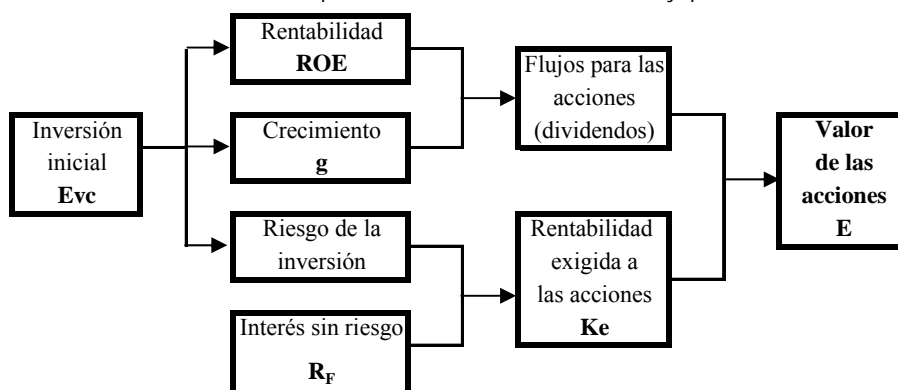 Inversión
inicial
Evc
Rentabilidad
ROE
Crecimiento
g
Riesgo de la
inversión
Interés sin riesgo
R_F
Flujos para las
acciones
(dividendos)
Rentabilidad
exigida a
las acciones
Ke
Valor
de las
acciones
E